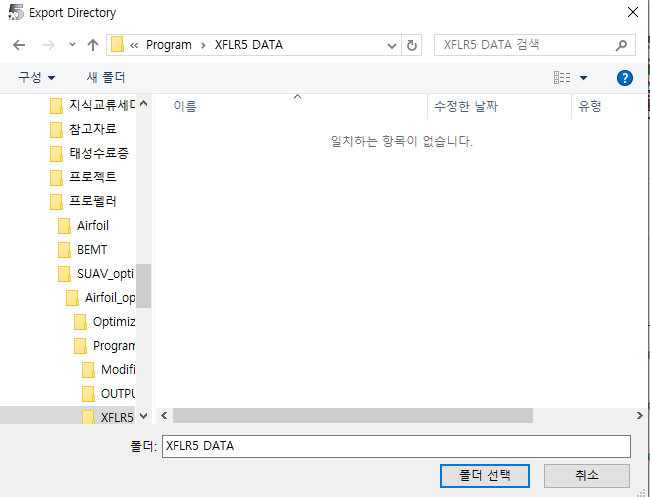 Export Directory
« Program > XFLR5 DATA
XFLR5 DATA 검색
구성
새 폴더
지식교류세미
참고자료
태성수료증
프로젝트
프로펠러
Airfoil
BEMT
SUAV_opti
Airfoil_op
Optimiz
Program
Modifi
OUTPU
XFLR5
이름
수정한 날짜
유형
일치하는 항목이 없습니다.
폴더: XFLR5 DATA
폴더 선택
취소